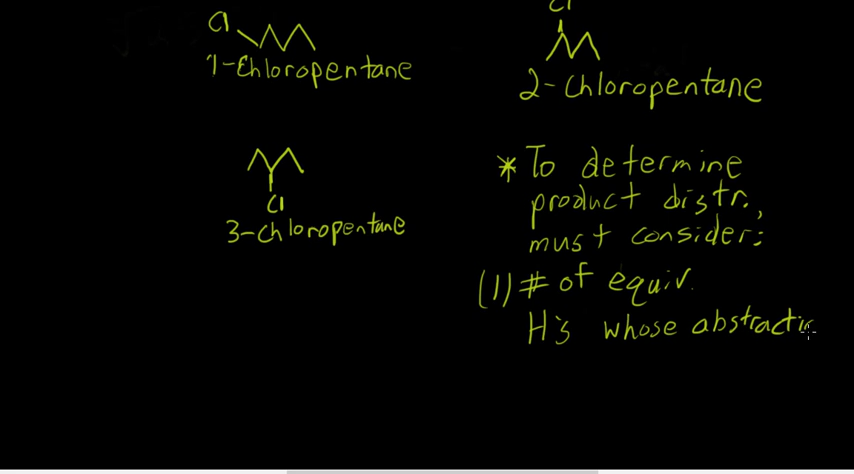 Cl
1-Chloropentane
Cl
2-Chloropentane
Cl
3-chloropentane
* To determine
product distr.,
must consider:
(1) # of equiv.
H's whose abstractio